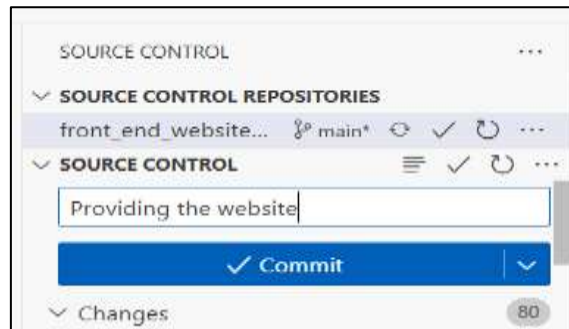 SOURCE CONTROL ...
SOURCE CONTROL REPOSITORIES
front_end_website... main* ...
SOURCE CONTROL ...
Providing the website
Commit
Changes 80